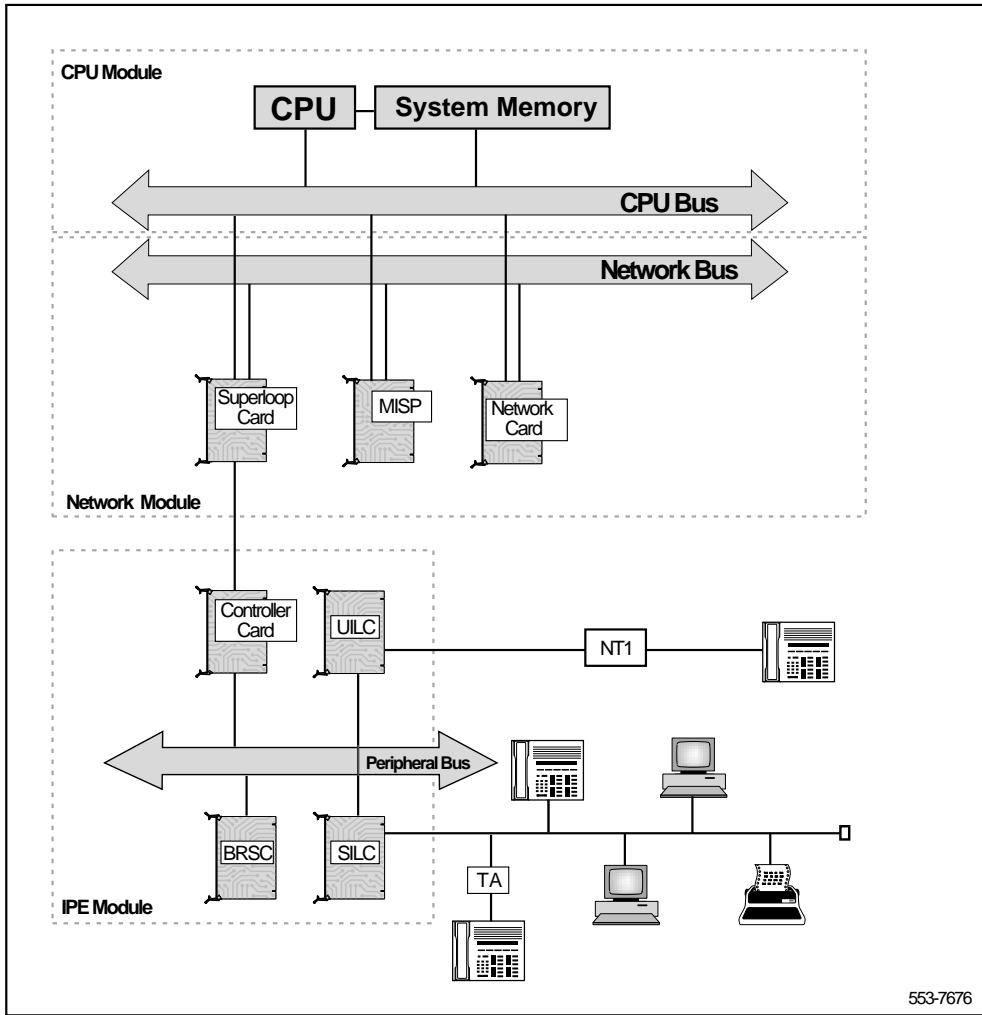 CPU Module
CPU
System Memory
CPU Bus
Network Bus
Superloop
Card
MISP
Network
Card
Network Module
Controller
Card
UILC
NT1
Peripheral Bus
BRSC
SILC
TA
IPE Module
553-7676